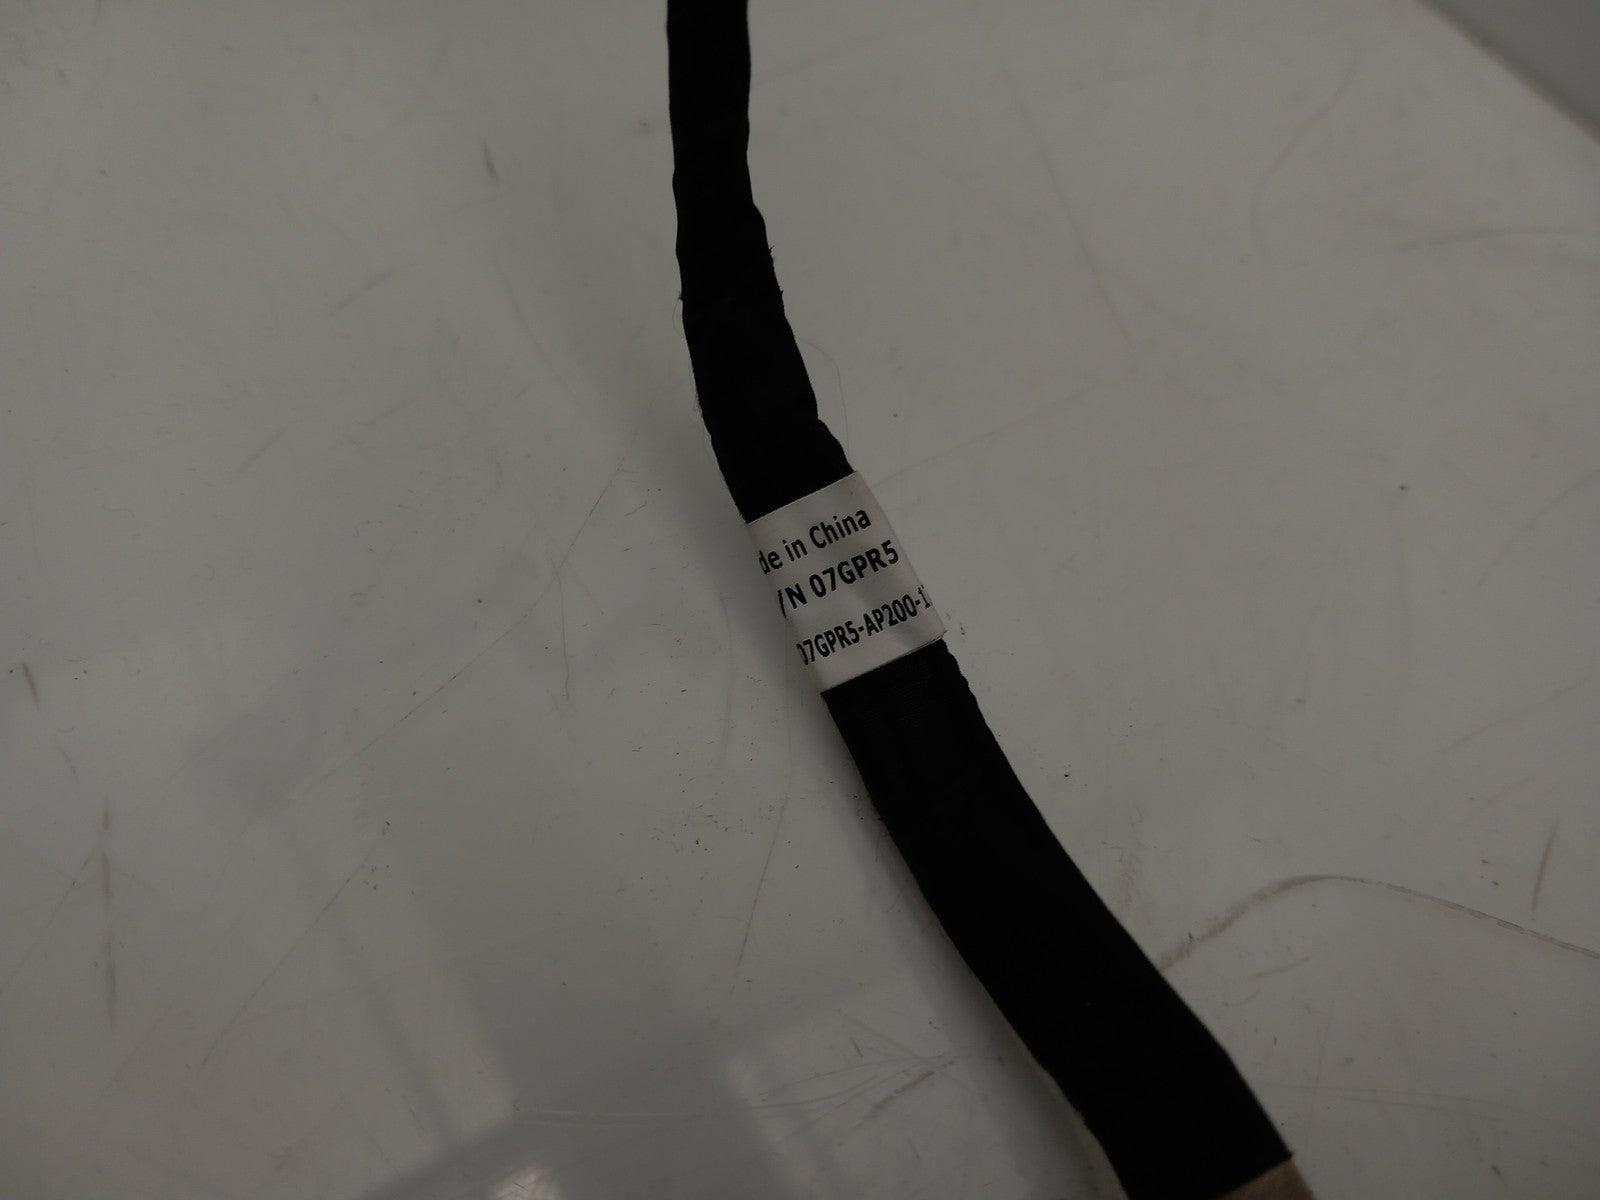 de in China
/N 07GPR5
07GPR5-AP200-1